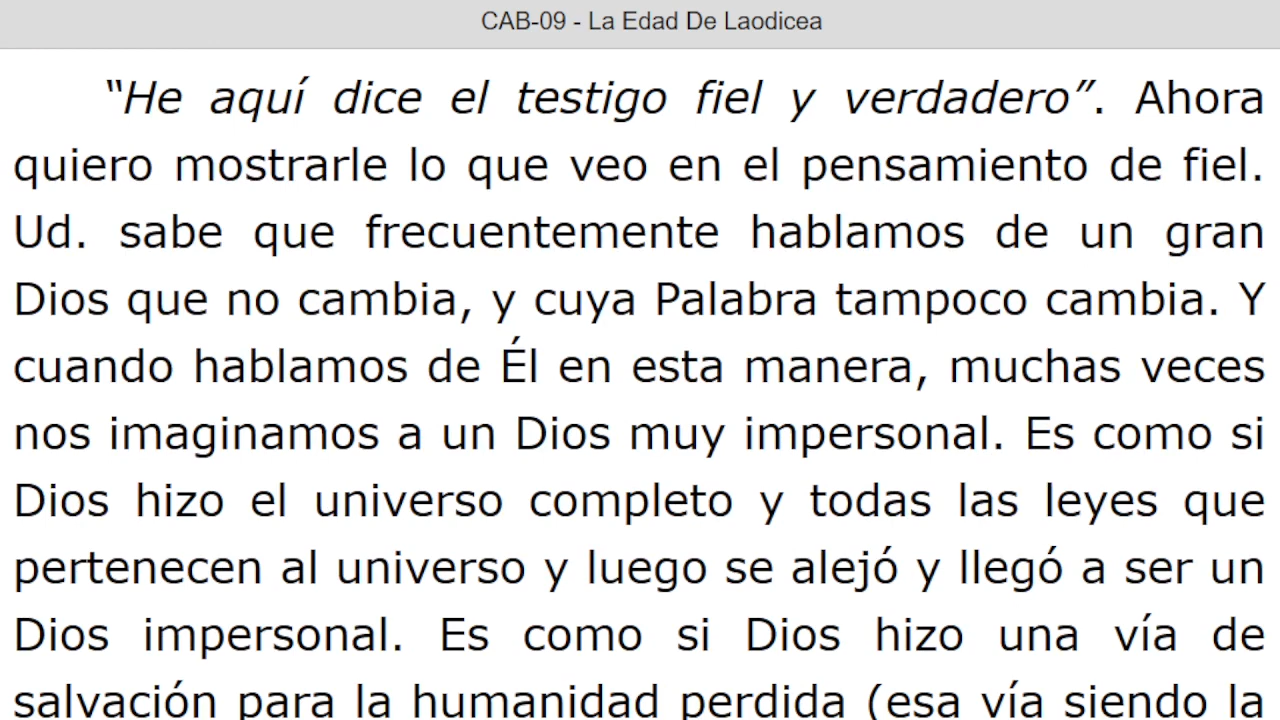 CAB-09 - La Edad De Laodicea
“He aquí dice el testigo fiel y verdadero”. Ahora
quiero mostrarle lo que veo en el pensamiento de fiel.
Ud. sabe que frecuentemente hablamos de un gran
Dios que no cambia, y cuya Palabra tampoco cambia. Y
cuando hablamos de Él en esta manera, muchas veces
nos imaginamos a un Dios muy impersonal. Es como si
Dios hizo el universo completo y todas las leyes que
pertenecen al universo y luego se alejó y llegó a ser un
Dios impersonal. Es como si Dios hizo una vía de
salvación para la humanidad perdida (esa vía siendo la